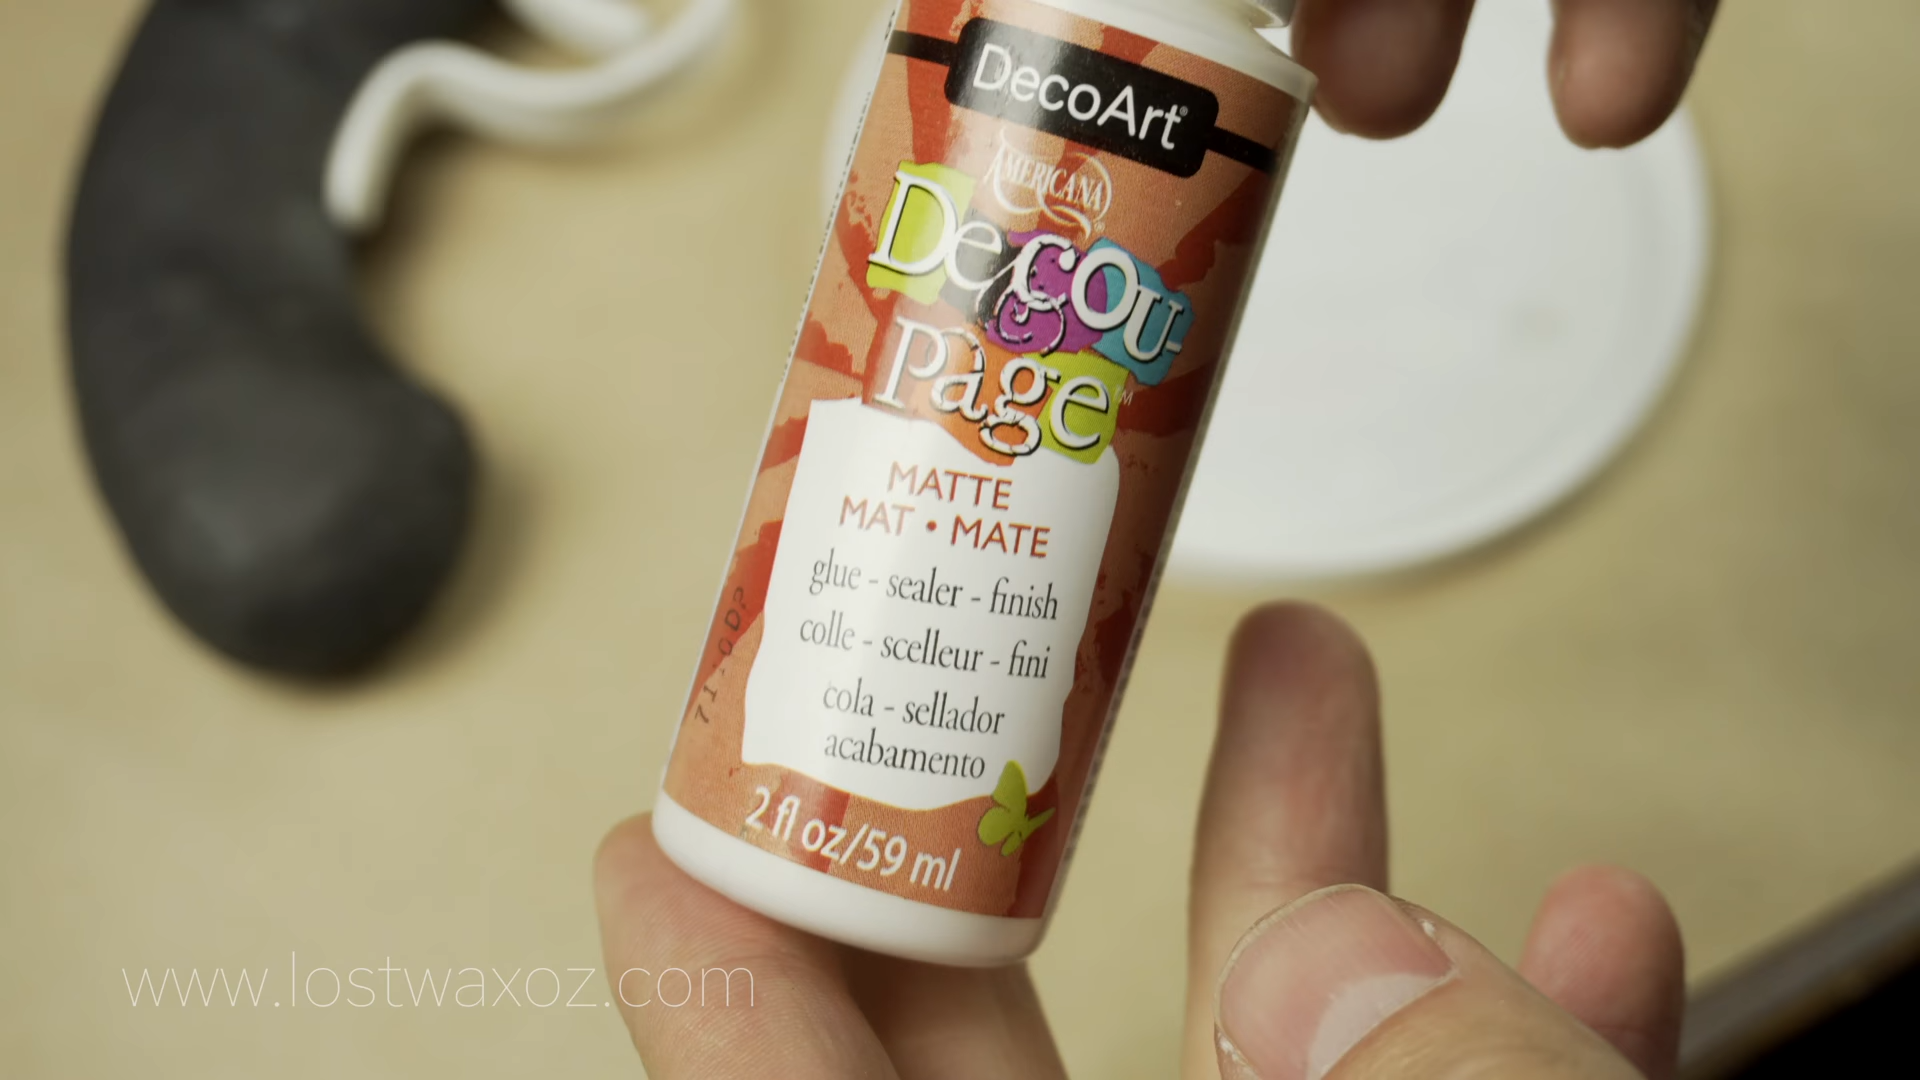 DecoArt®
AMERICANA®
Decou-
Page™
MATTE
MAT • MATE
glue - sealer - finish
colle - scelleur - fini
cola - sellador
acabamento
2 fl oz/59 ml
www.lostwaxoz.com